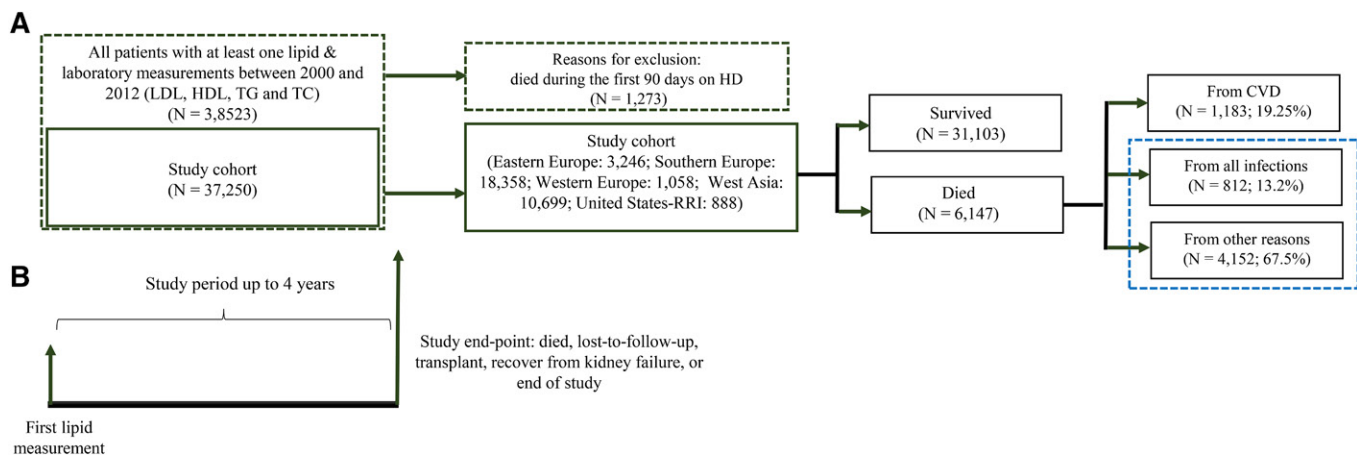 A
All patients with at least one lipid &
laboratory measurements between 2000 and
2012 (LDL, HDL, TG and TC)
(N = 3,8523)
Study cohort
(N = 37,250)
Reasons for exclusion:
died during the first 90 days on HD
(N = 1,273)
Study cohort
(Eastern Europe: 3,246; Southern Europe:
18,358; Western Europe: 1,058; West Asia:
10,699; United States-RRI: 888)
Survived
(N = 31,103)
Died
(N = 6,147)
From CVD
(N = 1,183; 19.25%)
From all infections
(N = 812; 13.2%)
From other reasons
(N = 4,152; 67.5%)
B
Study period up to 4 years
Study end-point: died, lost-to-follow-up,
transplant, recover from kidney failure, or
end of study
First lipid
measurement